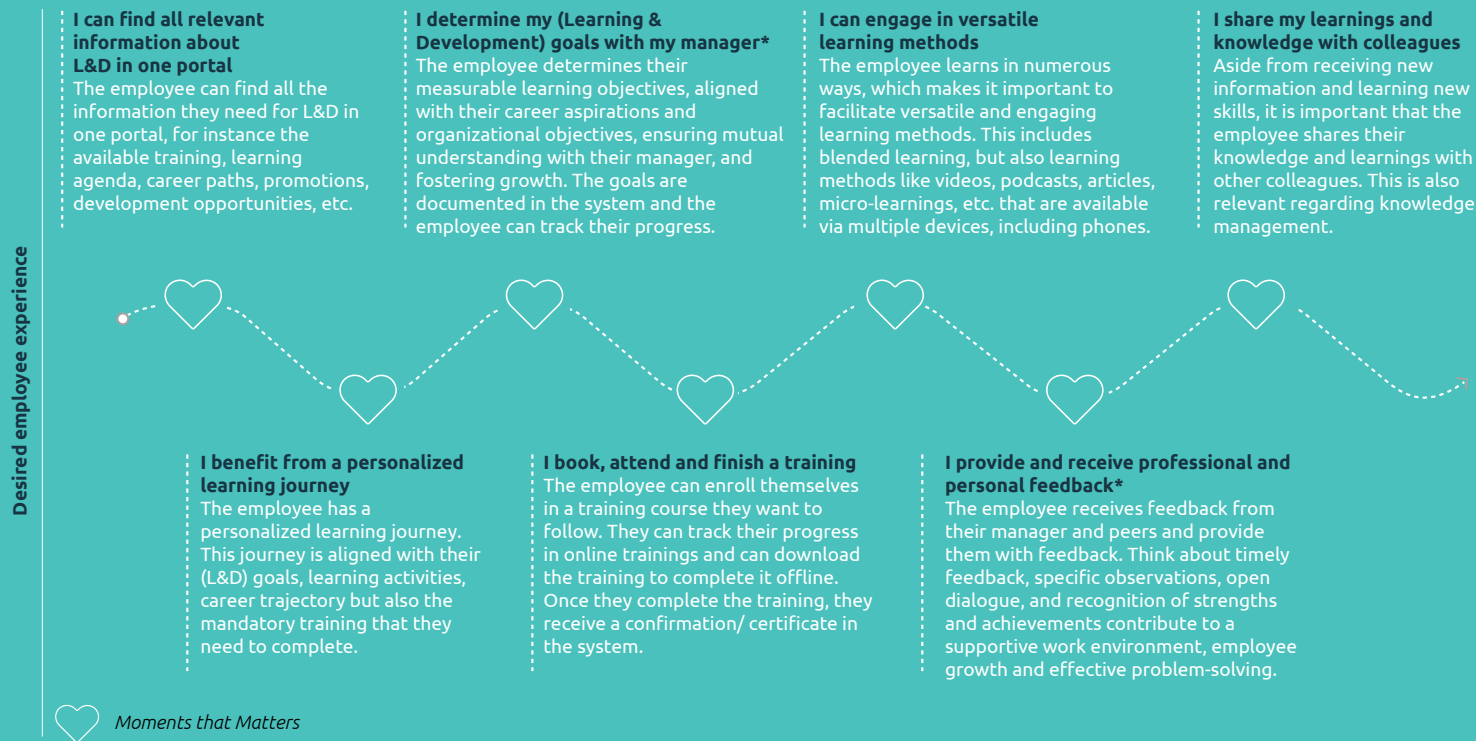 Desired employee experience
I can find all relevant
information about
L&D in one portal
The employee can find all the
information they need for L&D in
one portal, for instance the
available training, learning
agenda, career paths, promotions,
development opportunities, etc.
I determine my (Learning &
Development) goals with my manager*
The employee determines their
measurable learning objectives, aligned
with their career aspirations and
organizational objectives, ensuring mutual
understanding with their manager, and
fostering growth. The goals are
documented in the system and the
employee can track their progress.
I can engage in versatile
learning methods
The employee learns in numerous
ways, which makes it important to
facilitate versatile and engaging
learning methods. This includes
blended learning, but also learning
methods like videos, podcasts, articles,
micro-learnings, etc. that are available
via multiple devices, including phones.
I share my learnings and
knowledge with colleagues
Aside from receiving new
information and learning new
skills, it is important that the
employee shares their
knowledge and learnings with
other colleagues. This is also
relevant regarding knowledge
management.
I benefit from a personalized
learning journey
The employee has a
personalized learning journey.
This journey is aligned with their
(L&D) goals, learning activities,
career trajectory but also the
mandatory training that they
need to complete.
I book, attend and finish a training
The employee can enroll themselves
in a training course they want to
follow. They can track their progress
in online trainings and can download
the training to complete it offline.
Once they complete the training, they
receive a confirmation/ certificate in
the system.
I provide and receive professional and
personal feedback*
The employee receives feedback from
their manager and peers and provide
them with feedback. Think about timely
feedback, specific observations, open
dialogue, and recognition of strengths
and achievements contribute to a
supportive work environment, employee
growth and effective problem-solving.
Moments that Matters